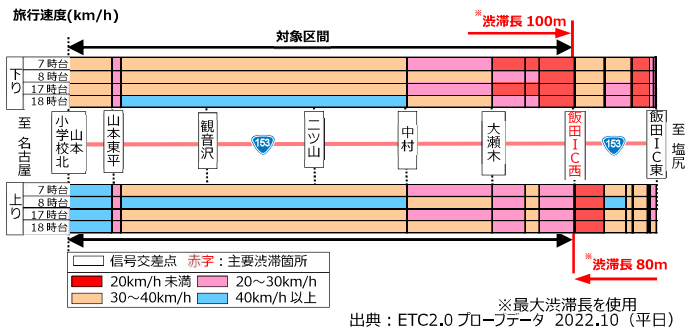 旅行速度(km/h)
※渋滞長 100m
対象区間
下り
7時台
8時台
17時台
18時台
至 名古屋
山本小学校北
山本東平
観音沢
153
二ツ山
中村
大瀬木
飯田IC西
153
飯田IC東
至 塩尻
上り
7時台
8時台
17時台
18時台
信号交差点 赤字：主要渋滞箇所
20km/h 未満 20～30km/h
30～40km/h 40km/h 以上
※渋滞長 80m
※最大渋滞長を使用
出典：ETC2.0 プローブデータ 2022.10（平日）